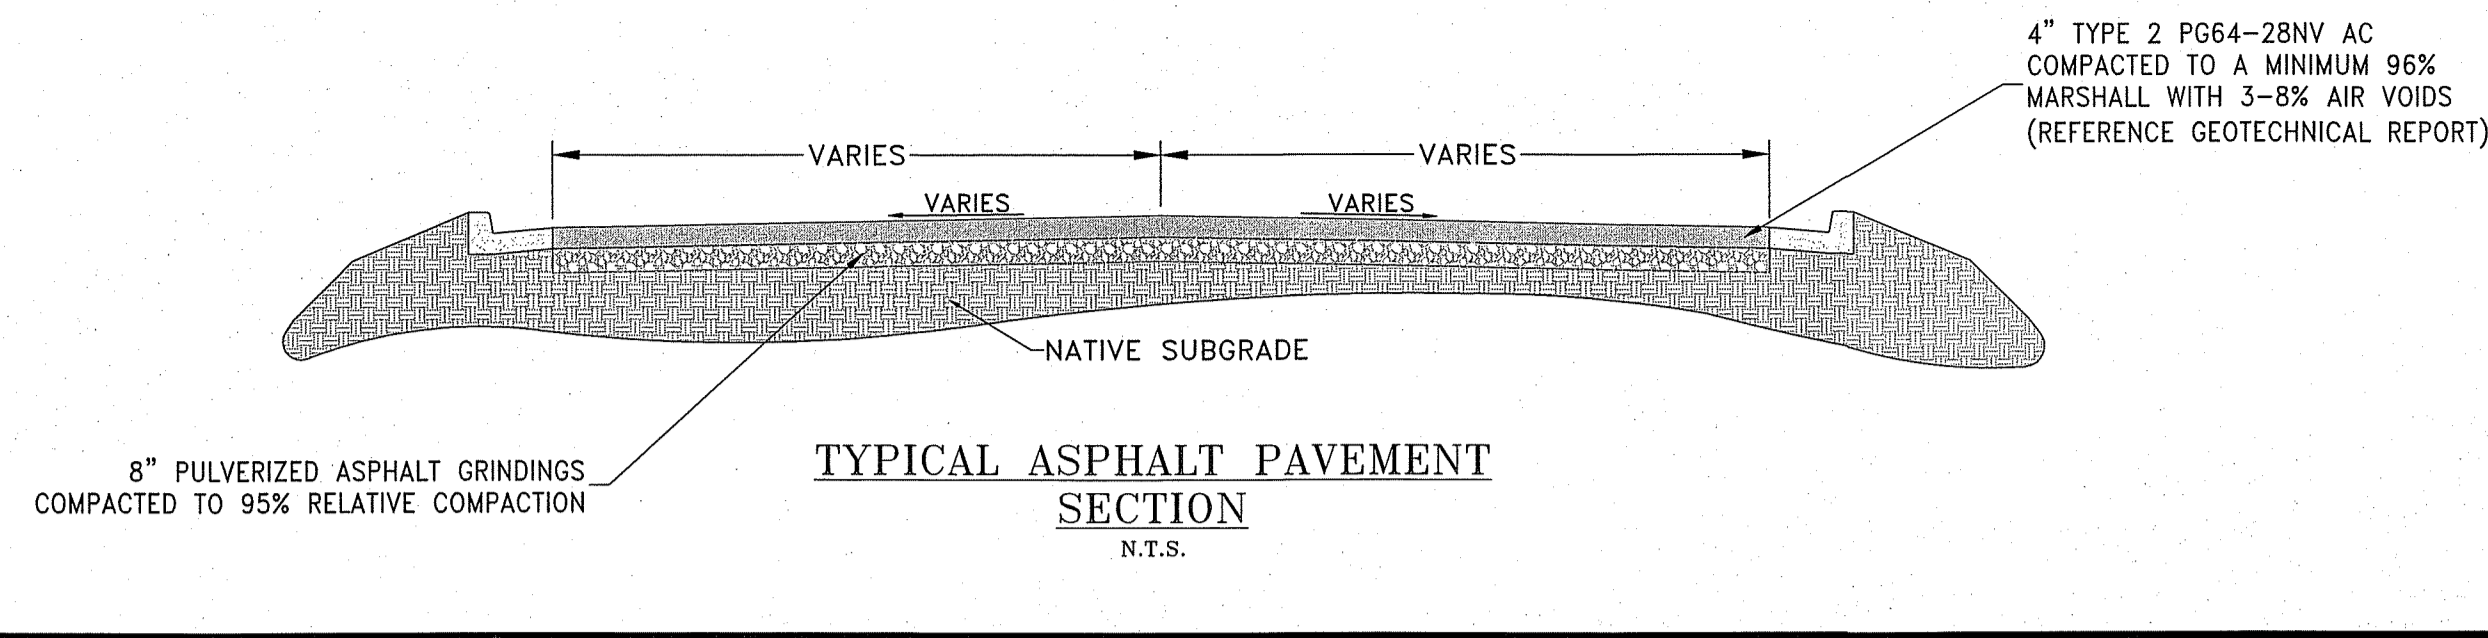 4" TYPE 2 PG64-28NV AC
COMPACTED TO A MINIMUM 96%
MARSHALL WITH 3-8% AIR VOIDS
(REFERENCE GEOTECHNICAL REPORT)
VARIES
VARIES
VARIES
VARIES
NATIVE SUBGRADE
8" PULVERIZED ASPHALT GRINDINGS
COMPACTED TO 95% RELATIVE COMPACTION
TYPICAL ASPHALT PAVEMENT
SECTION
N.T.S.